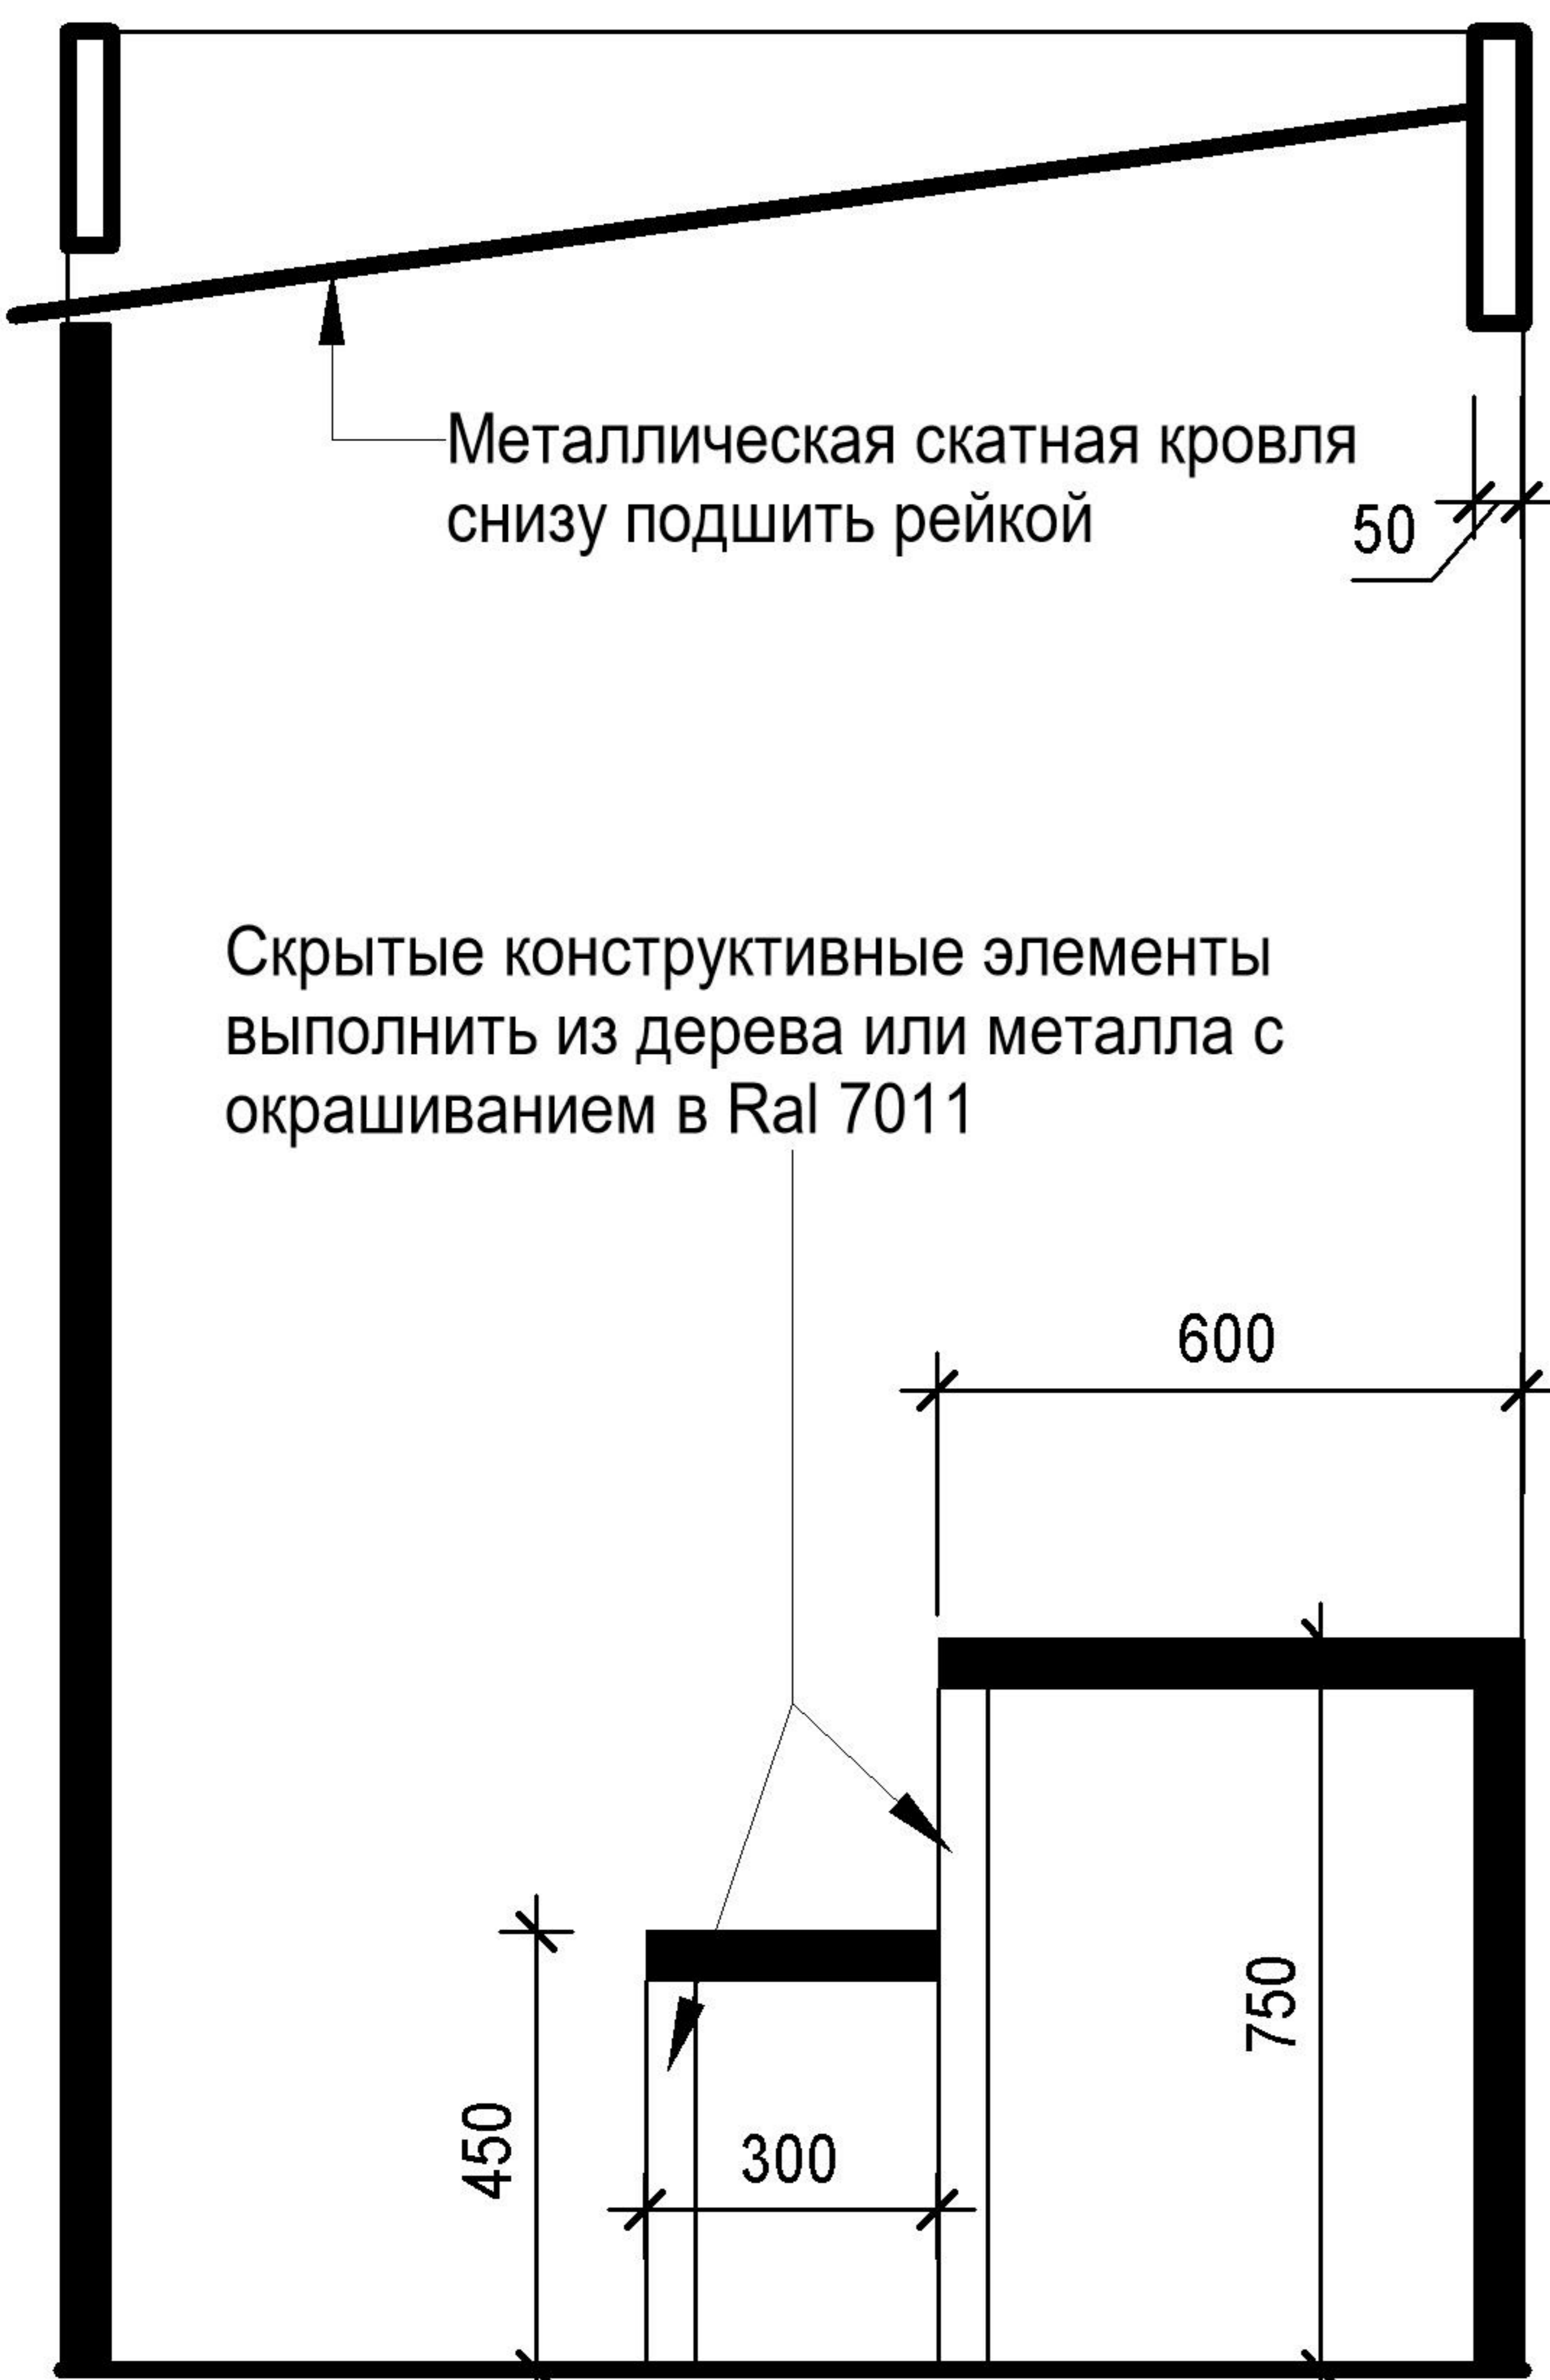 Металлическая скатная кровля
снизу подшить рейкой
50
Скрытые конструктивные элементы
выполнить из дерева или металла с
окрашиванием в Ral 7011
600
750
450
300